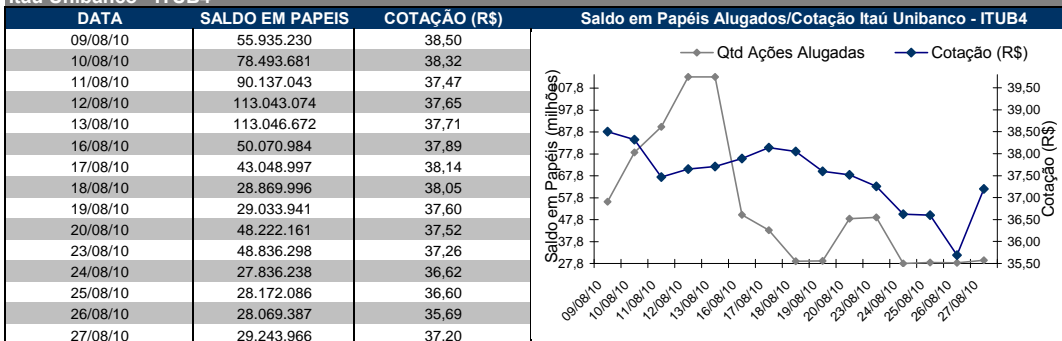 Itaú Unibanco - ITUB4
DATA SALDO EM PAPEIS COTAÇÃO (R$)
09/08/10 55.935.230 38,50
10/08/10 78.493.681 38,32
11/08/10 90.137.043 37,47
12/08/10 113.043.074 37,65
13/08/10 113.046.672 37,71
16/08/10 50.070.984 37,89
17/08/10 43.048.997 38,14
18/08/10 28.869.996 38,05
19/08/10 29.033.941 37,60
20/08/10 48.222.161 37,52
23/08/10 48.836.298 37,26
24/08/10 27.836.238 36,62
25/08/10 28.172.086 36,60
26/08/10 28.069.387 35,69
27/08/10 29.243.966 37,20
Saldo em Papéis Alugados/Cotação Itaú Unibanco - ITUB4
Qtd Ações Alugadas Cotação (R$)
Saldo em Papéis (milhões)
107,8
97,8
87,8
77,8
67,8
57,8
47,8
37,8
27,8
39,50
39,00
38,50
38,00
37,50
37,00
36,50
36,00
35,50
Cotação (R$)
09/08/10
10/08/10
11/08/10
12/08/10
13/08/10
16/08/10
17/08/10
18/08/10
19/08/10
20/08/10
23/08/10
24/08/10
25/08/10
26/08/10
27/08/10